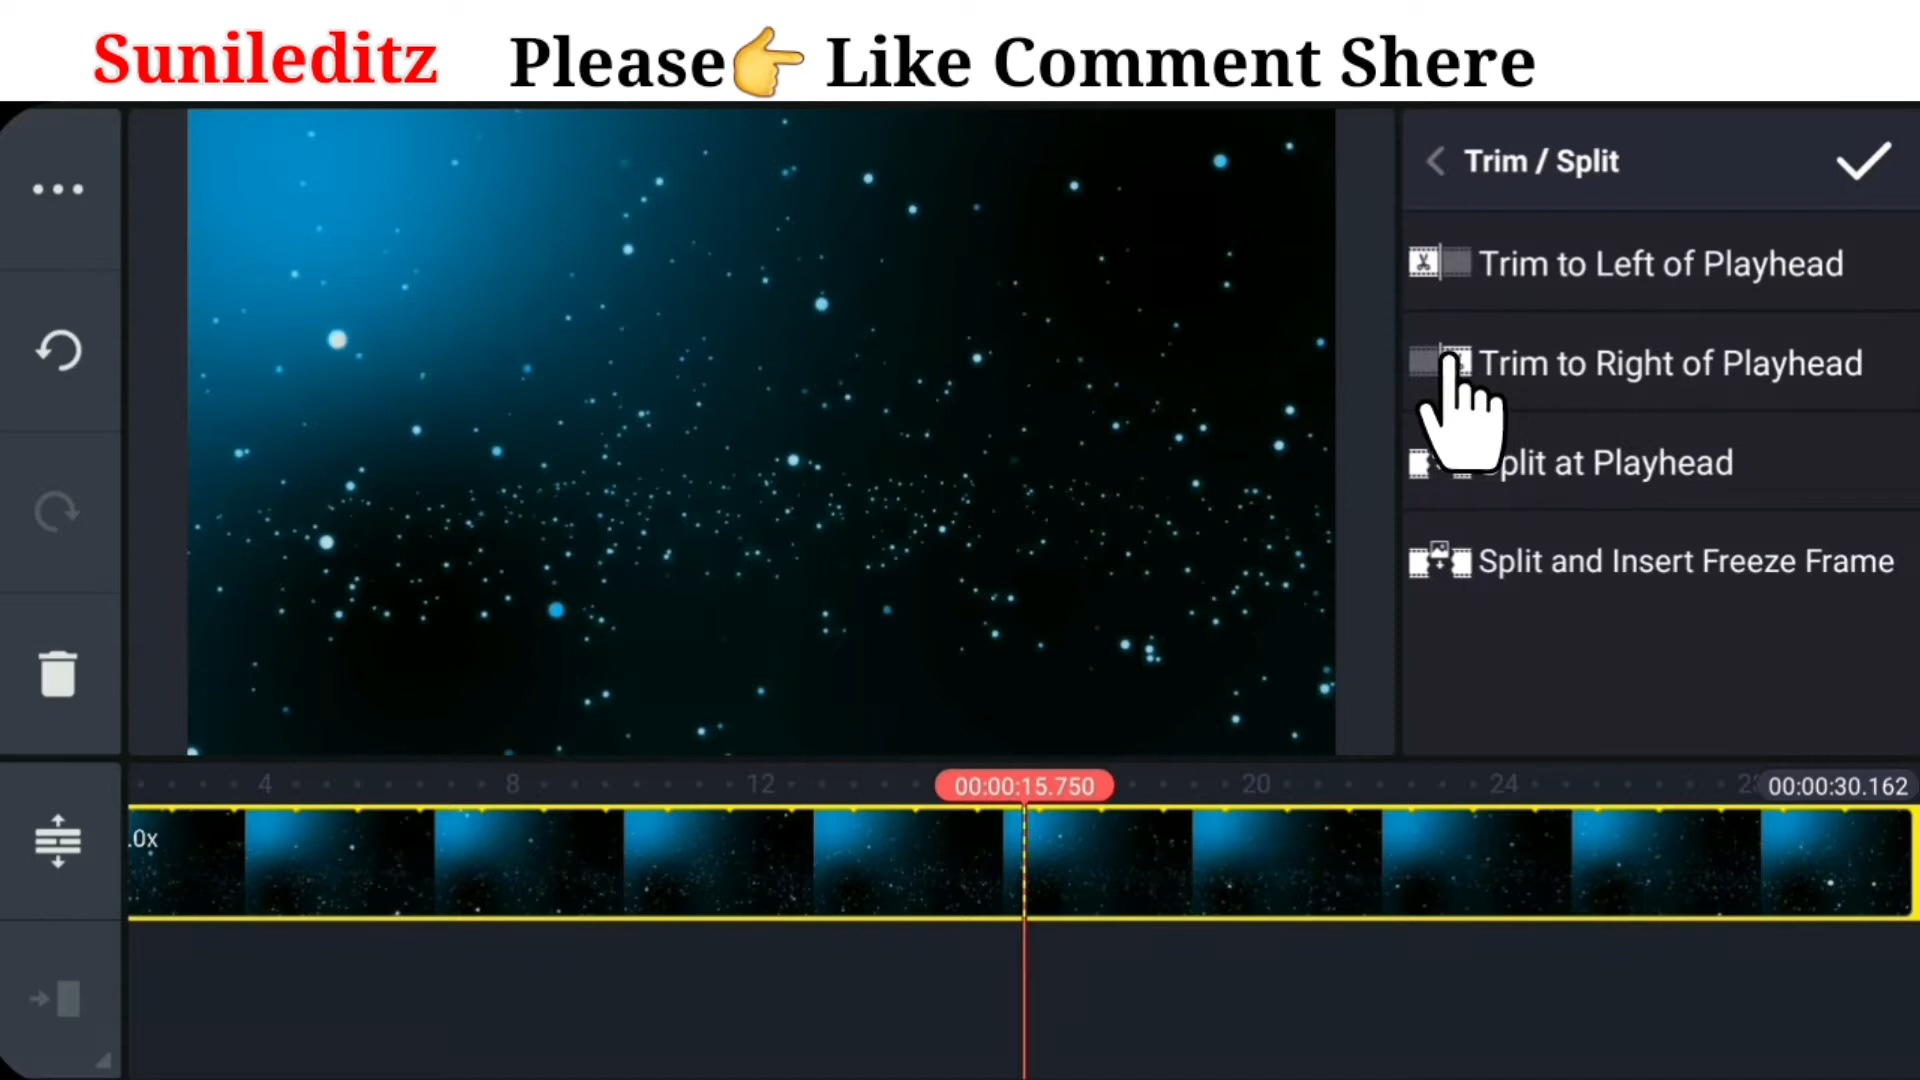 Sunileditz Please👉 Like Comment Shere
Trim / Split
Trim to Left of Playhead
Trim to Right of Playhead
plit at Playhead
Split and Insert Freeze Frame
4 8 12 00:00:15.750 20 24 2 00:00:30.162
.0x